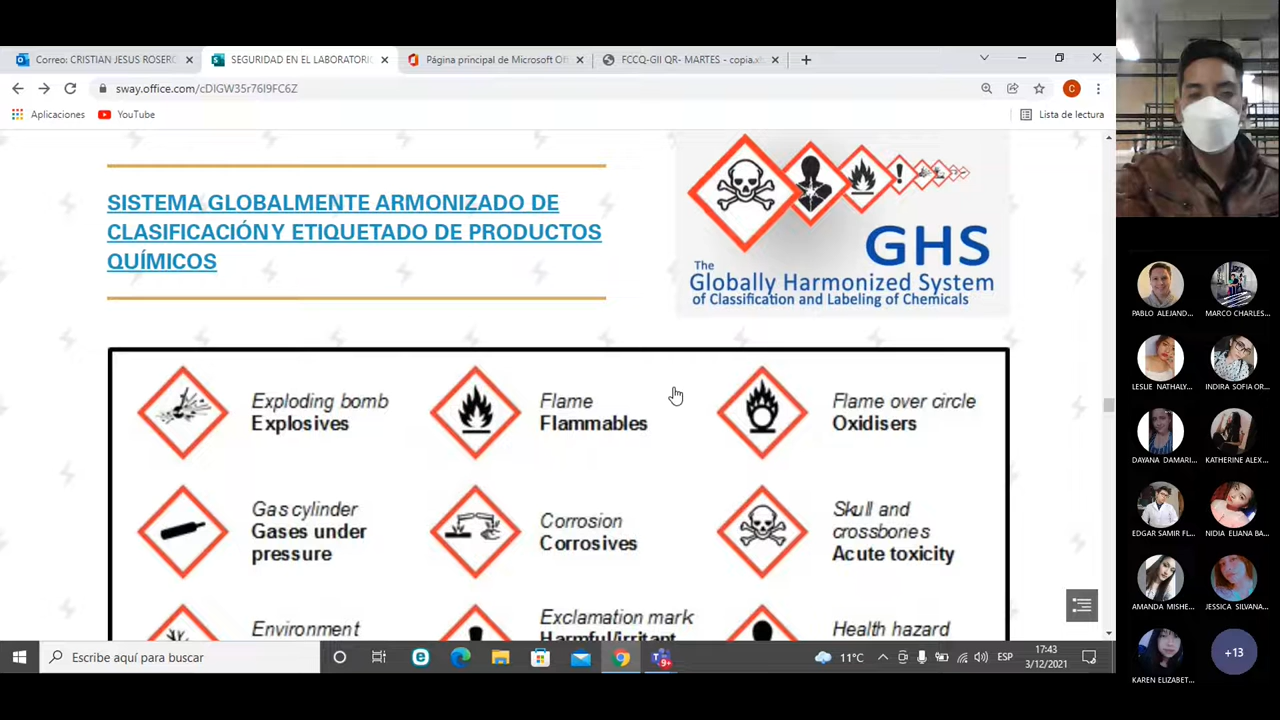 Correo: CRISTIAN JESUS ROSERO
SEGURIDAD EN EL LABORATORIO
Página principal de Microsoft Of
FCCQ-GII QR- MARTES - copia.x
sway.office.com/cDIGW35r76I9FC6Z
C
Aplicaciones
YouTube
Lista de lectura
SISTEMA GLOBALMENTE ARMONIZADO DE
CLASIFICACIÓN Y ETIQUETADO DE PRODUCTOS
QUÍMICOS
GHS
The
Globally Harmonized System
of Classification and Labeling of Chemicals
Exploding bomb
Explosives
Flame
Flammables
Flame over circle
Oxidisers
Gas cylinder
Gases under
pressure
Corrosion
Corrosives
Skull and
crossbones
Acute toxicity
Environment
Exclamation mark
Harmful/irritant
Health hazard
Escribe aquí para buscar
9+
11°C
ESP
17:43
3/12/2021
PABLO ALEJAND...
MARCO CHARLES...
LESLIE NATHALY...
INDIRA SOFIA OR...
DAYANA DAMARI...
KATHERINE ALEX...
EDGAR SAMIR FL...
NIDIA ELIANA BA...
AMANDA MISHE...
JESSICA SILVANA...
KAREN ELIZABET...
+13